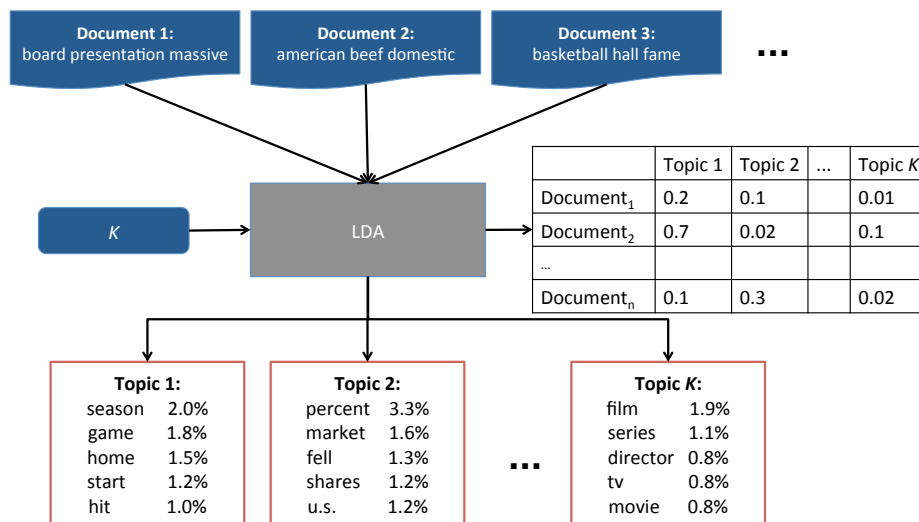 Document 1:
board presentation massive
Document 2:
american beef domestic
Document 3:
basketball hall fame
...
K
LDA
Topic 1 Topic 2 ... Topic K
Document1 0.2 0.1 0.01
Document2 0.7 0.02 0.1
...
Documentn 0.1 0.3 0.02
Topic 1:
season 2.0%
game 1.8%
home 1.5%
start 1.2%
hit 1.0%
Topic 2:
percent 3.3%
market 1.6%
fell 1.3%
shares 1.2%
u.s. 1.2%
...
Topic K:
film 1.9%
series 1.1%
director 0.8%
tv 0.8%
movie 0.8%